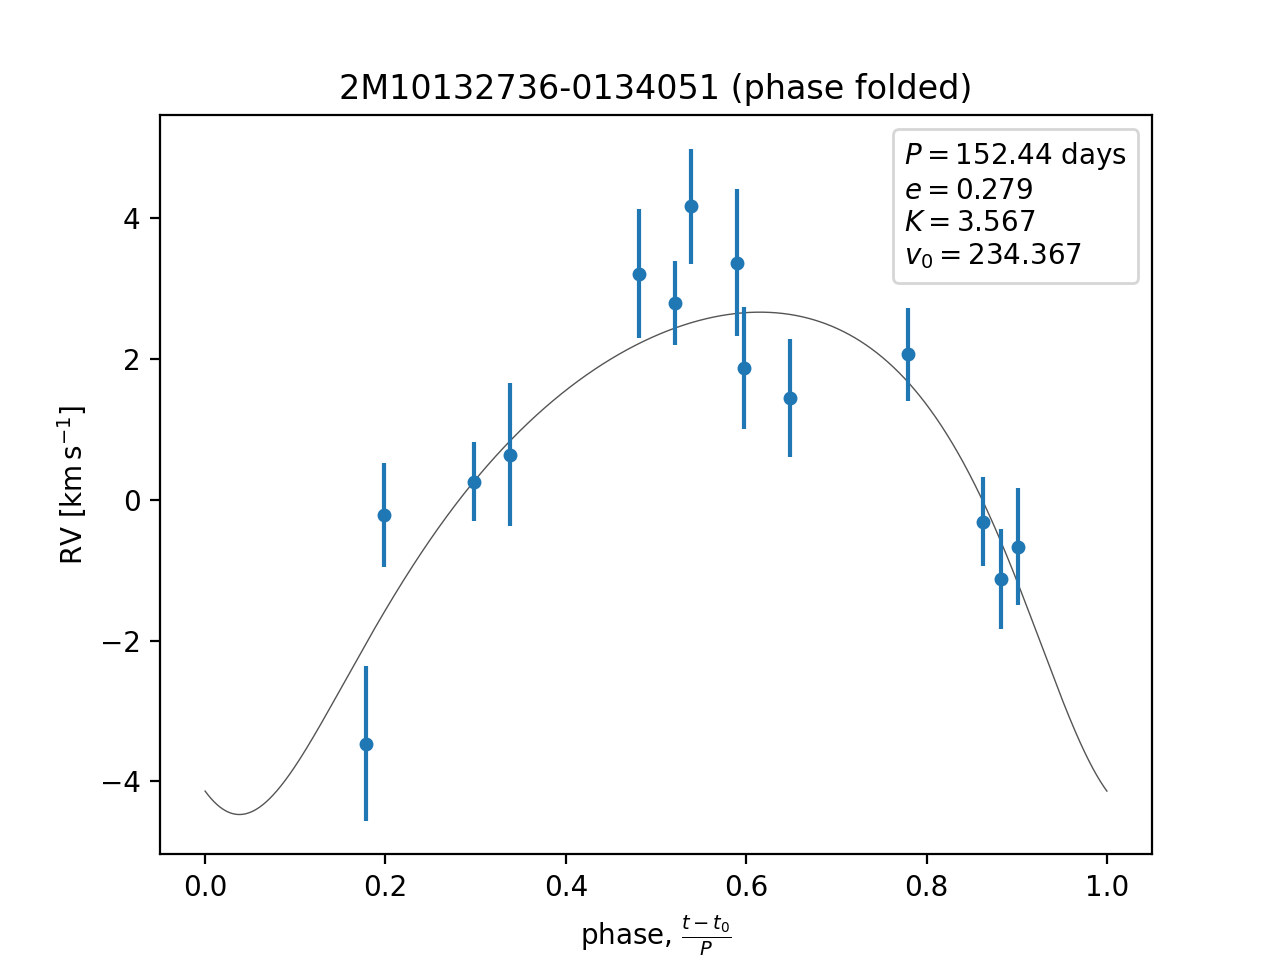 2M10132736-0134051 (phase folded)
P = 152.44 days
e = 0.279
K = 3.567
v₀ = 234.367
4
2
0
−2
−4
RV [km s⁻¹]
0.0 0.2 0.4 0.6 0.8 1.0
phase, (t − t₀)/P